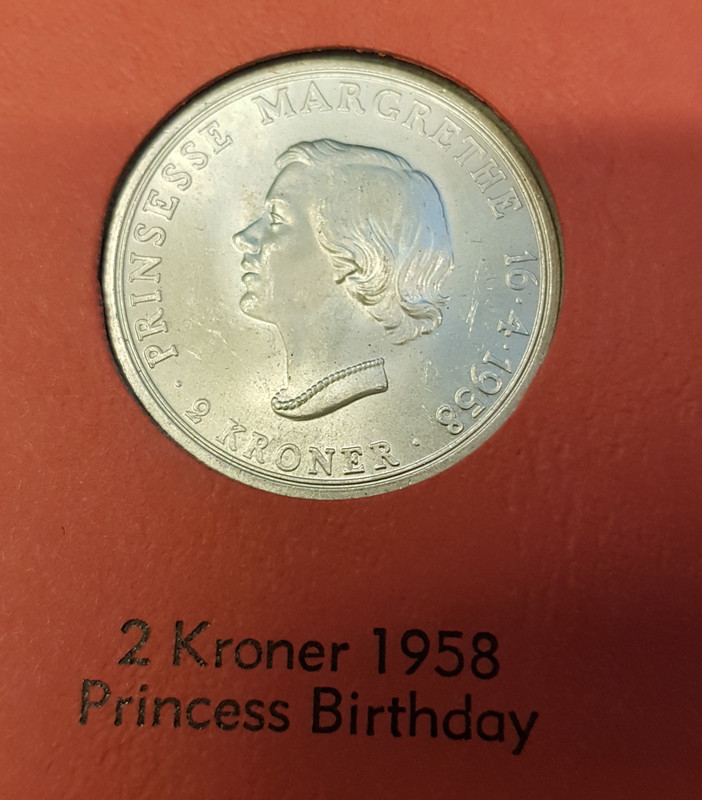 PRINSESSE MARGRETHE 16·4·1958
· 2 KRONER ·
2 Kroner 1958
Princess Birthday